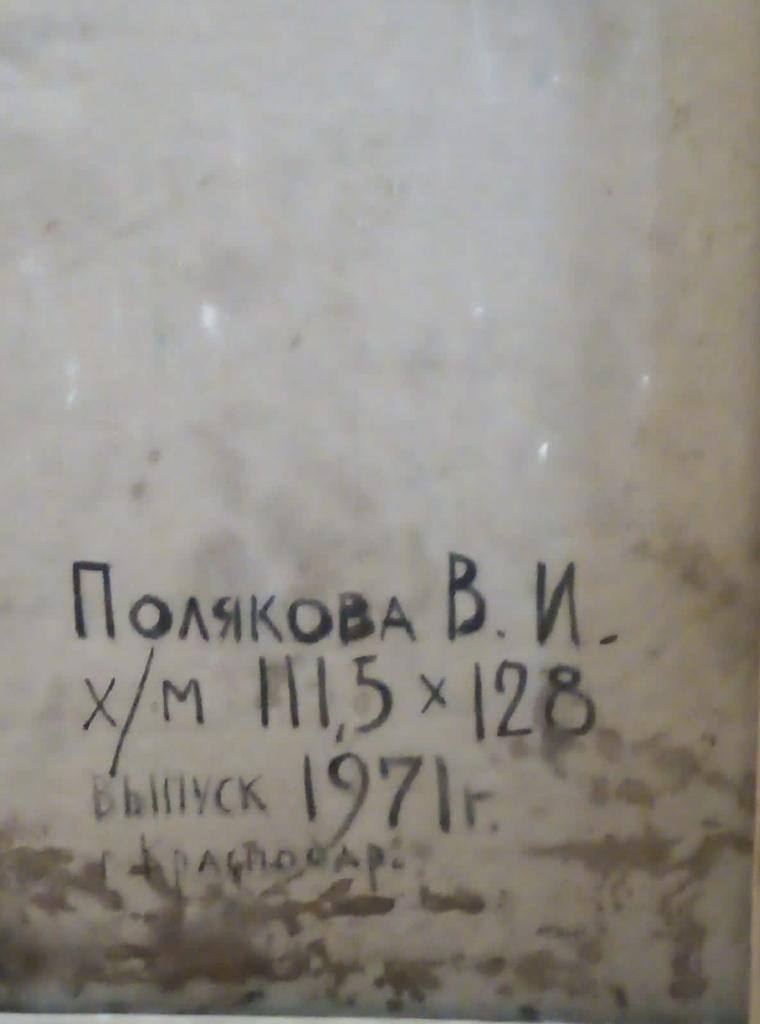 Полякова В. И.
х/м 111,5 × 128
выпуск 1971 г.
г. Краснодар.